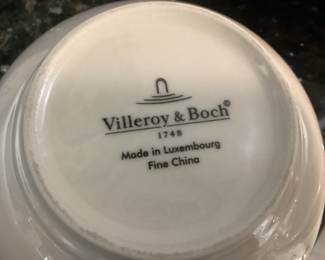 Villeroy & Boch©
1748
Made in Luxembourg
Fine China